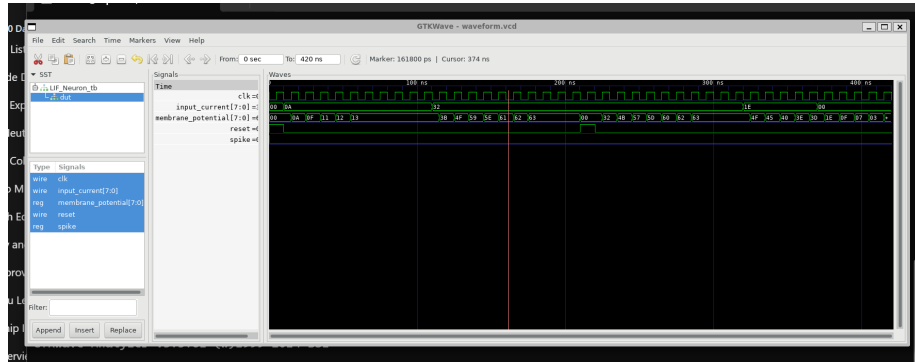 GTKWave - waveform.vcd
File Edit Search Time Markers View Help
From: 0 sec To: 420 ns Marker: 161800 ps | Cursor: 374 ns
SST
LIF_Neuron_tb
dut
Type Signals
wire clk
wire input_current[7:0]
reg membrane_potential[7:0]
wire reset
reg spike
Filter:
Append Insert Replace
Signals
Time
clk
input_current[7:0]
membrane_potential[7:0]
reset
spike
Waves
100 ns 200 ns 300 ns 400 ns
00 0A 32 1E 00
00 0A 0F 11 12 13 3B 4F 59 5E 61 62 63 00 32 4B 57 5D 60 62 63 4F 45 40 3E 3D 1E 0F 07 03